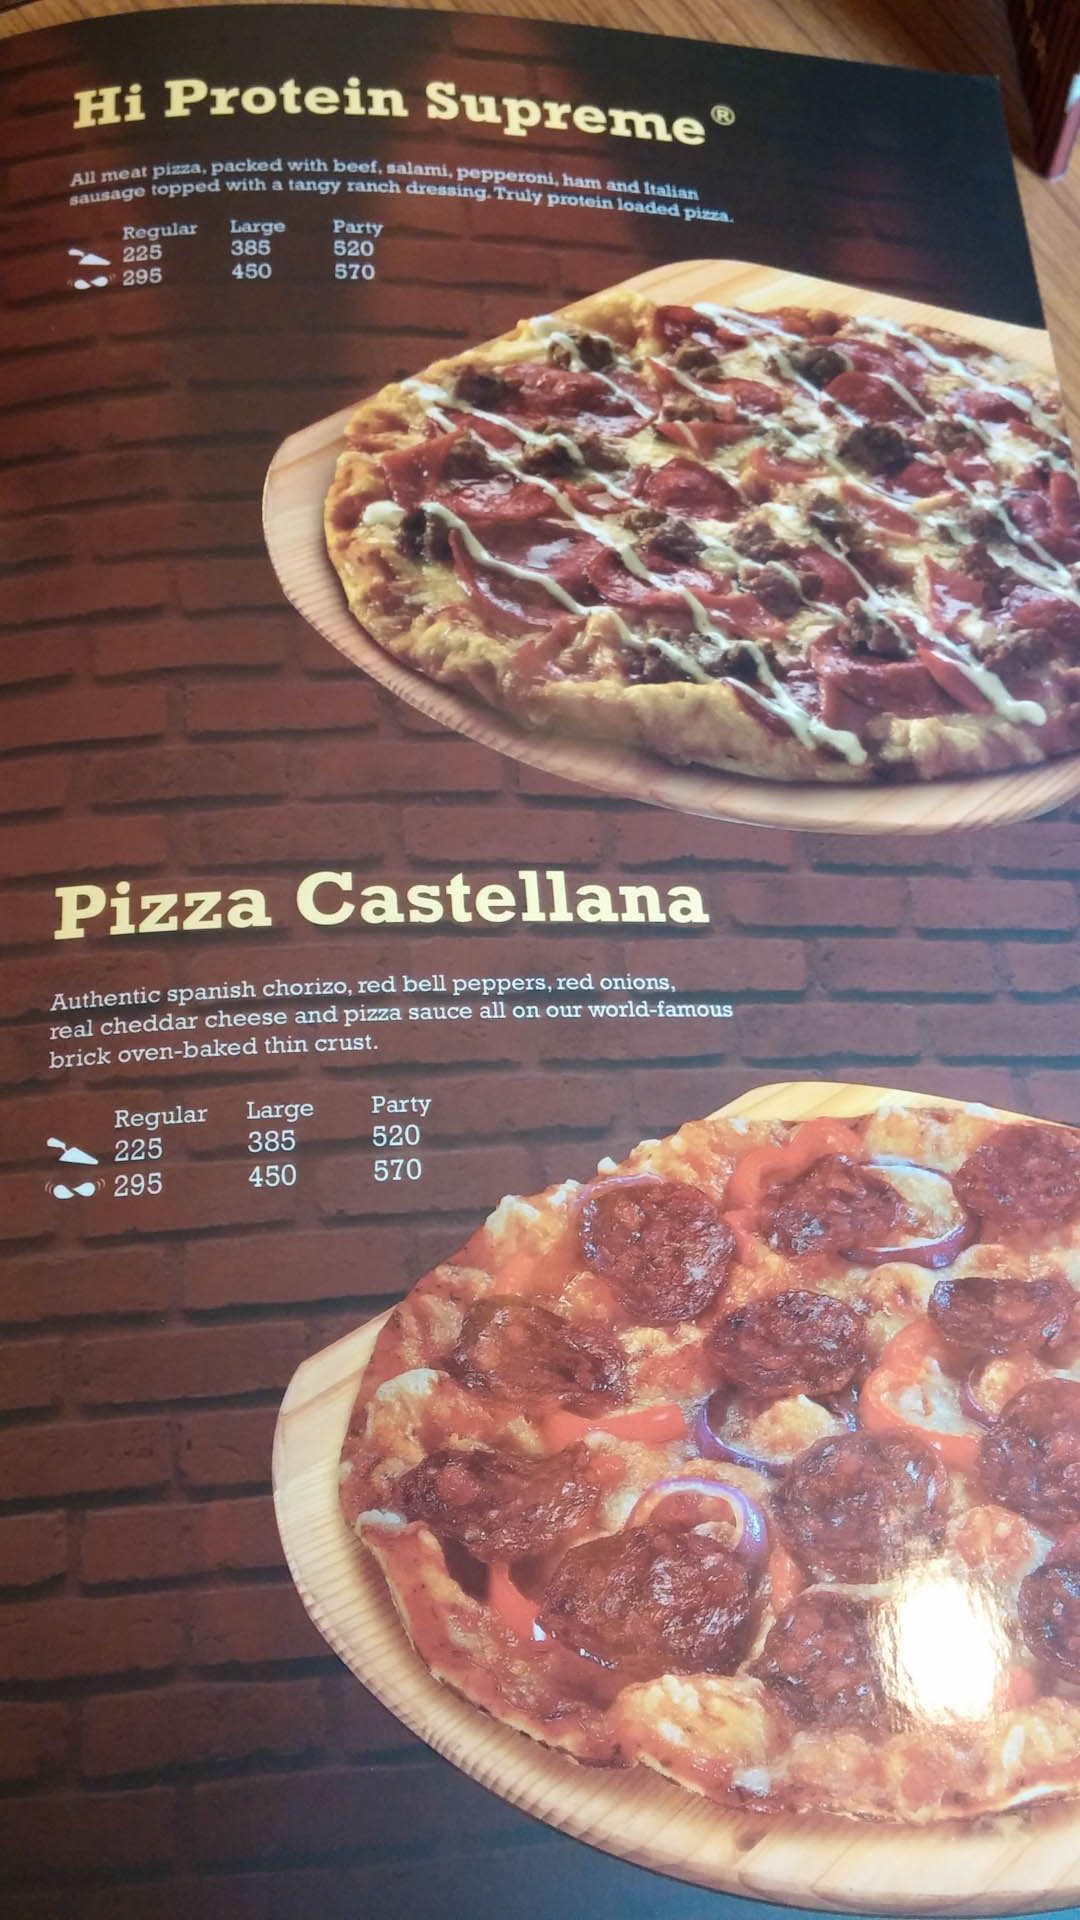 Hi Protein Supreme®
All meat pizza, packed with beef, salami, pepperoni, ham and Italian
sausage topped with a tangy ranch dressing. Truly protein loaded pizza.
Regular Large Party
225 385 520
295 450 570
Pizza Castellana
Authentic spanish chorizo, red bell peppers, red onions,
real cheddar cheese and pizza sauce all on our world-famous
brick oven-baked thin crust.
Regular Large Party
225 385 520
295 450 570